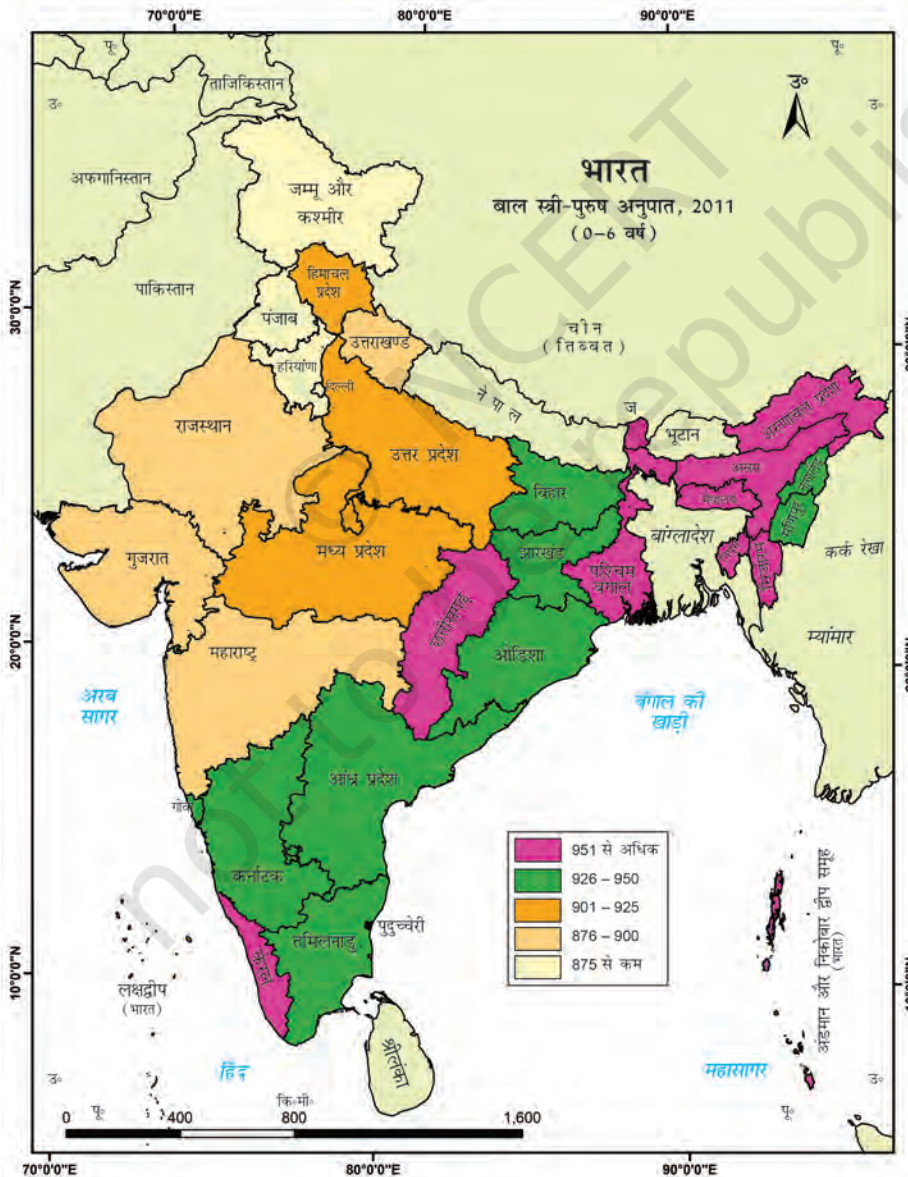 70°0'0"E 80°0'0"E 90°0'0"E
पू॰ पू॰
ताजिकिस्तान
उ॰ उ॰ उ॰
अफगानिस्तान
भारत
बाल स्त्री-पुरुष अनुपात, 2011
(0-6 वर्ष)
जम्मू और
कश्मीर
पाकिस्तान
हिमाचल
प्रदेश
30°0'0"N
पंजाब
उत्तराखण्ड
चीन
(तिब्बत)
हरियाणा
दिल्ली
नेपाल
ज
भूटान
अरुणाचल प्रदेश
राजस्थान
उत्तर प्रदेश
असम
बिहार
मणिपुर
बांग्लादेश
कर्क रेखा
गुजरात
मध्य प्रदेश
झारखंड
पश्चिम
बंगाल
छत्तीसगढ़
म्यांमार
20°0'0"N
महाराष्ट्र
ओडिशा
अरब
सागर
बंगाल की
खाड़ी
आंध्र प्रदेश
कर्नाटक
951 से अधिक
926 – 950
901 – 925
876 – 900
875 से कम
पुदुच्चेरी
तमिलनाडु
केरल
10°0'0"N
लक्षद्वीप
(भारत)
अंडमान और निकोबार द्वीप समूह
(भारत)
श्रीलंका
हिंद
महासागर
उ॰ उ॰
पू॰ कि॰मी॰ पू॰
0 400 800 1,600
70°0'0"E 80°0'0"E 90°0'0"E
© NCERT
not to be republis